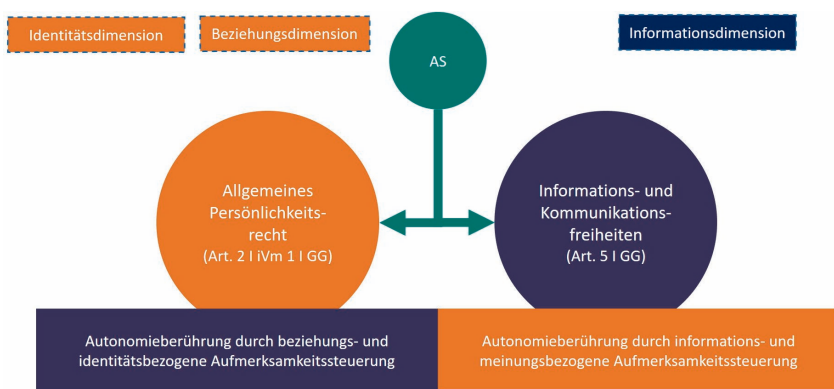 Identitätsdimension
Beziehungsdimension
Informationsdimension
AS
Allgemeines
Persönlichkeits-
recht
(Art. 2 I iVm 1 I GG)
Informations- und
Kommunikations-
freiheiten
(Art. 5 I GG)
Autonomieberührung durch beziehungs- und
identitätsbezogene Aufmerksamkeitssteuerung
Autonomieberührung durch informations- und
meinungsbezogene Aufmerksamkeitssteuerung